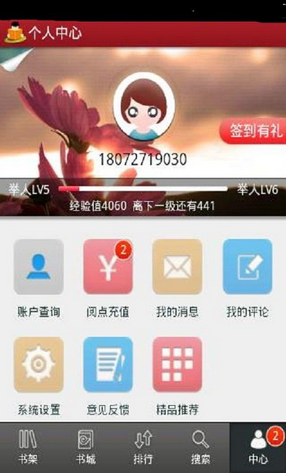 个人中心
签到有礼
18072719030
举人LV5 举人LV6
经验值4060 离下一级还有441
2
账户查询 阅点充值 我的消息 我的评论
系统设置 意见反馈 精品推荐
2
书架 书城 排行 搜索 中心